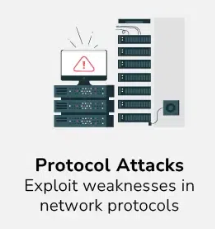 Protocol Attacks
Exploit weaknesses in
network protocols